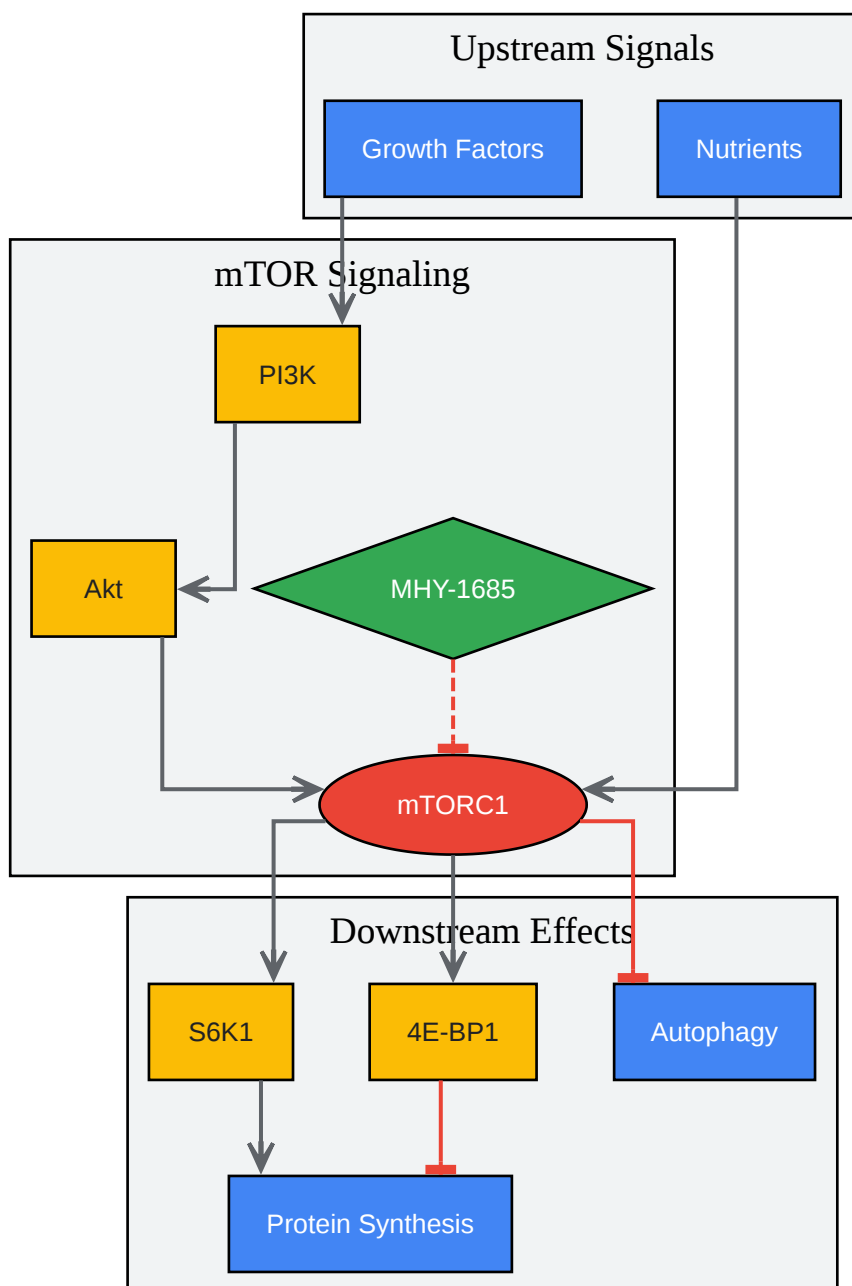 Upstream Signals
Growth Factors
Nutrients
mTOR Signaling
PI3K
Akt
MHY-1685
mTORC1
Downstream Effects
S6K1
4E-BP1
Autophagy
Protein Synthesis